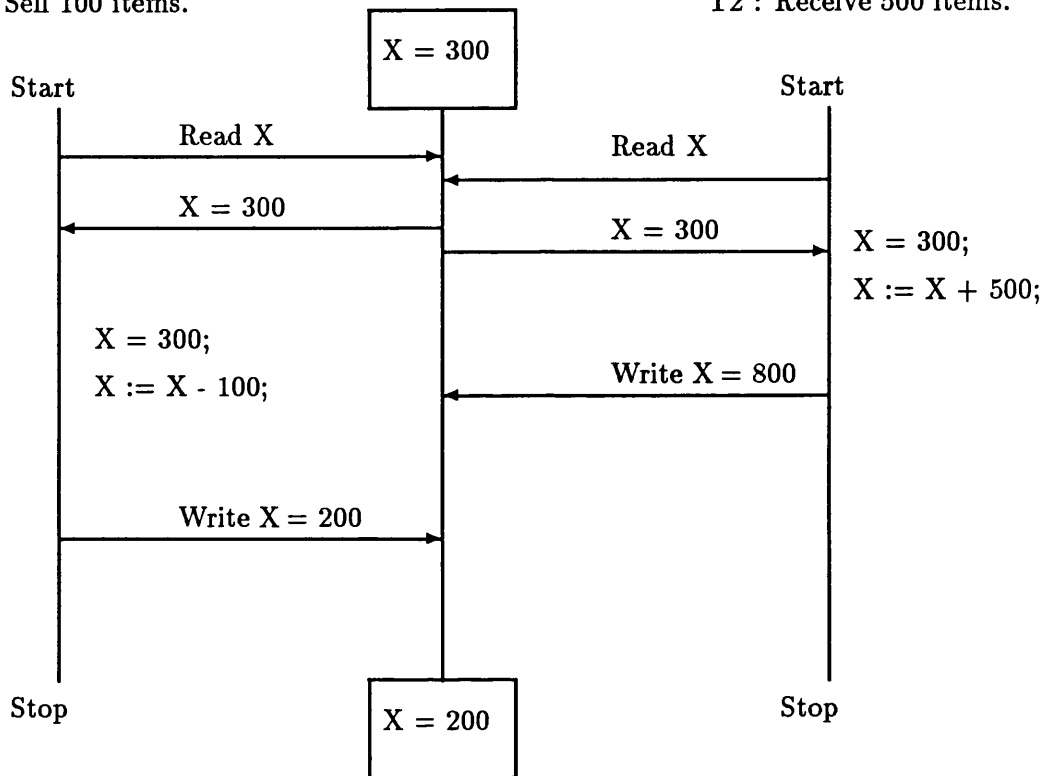 Sell 100 items.
T2 : Receive 500 items.
X = 300
Start
Start
Read X
Read X
X = 300
X = 300
X = 300;
X := X + 500;
X = 300;
X := X - 100;
Write X = 800
Write X = 200
Stop
X = 200
Stop